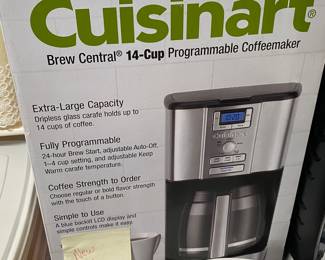 Cuisinart®
Brew Central® 14-Cup Programmable Coffeemaker
Extra-Large Capacity
Dripless glass carafe holds up to
14 cups of coffee.
Fully Programmable
24-hour Brew Start, adjustable Auto-Off,
1–4 cup setting, and adjustable Keep
Warm carafe temperature.
Coffee Strength to Order
Choose regular or bold flavor strength
with the touch of a button.
Simple to Use
A blue backlit LCD display and
simple controls make it easy.
Cuisinart